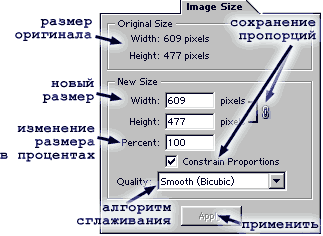 Image Size
размер
оригинала
Original Size
Width: 609 pixels
Height: 477 pixels
сохранение
пропорций
новый
размер
New Size
Width: 609 pixels
Height: 477 pixels
изменение
размера
в процентах
Percent: 100
Constrain Proportions
Quality: Smooth (Bicubic)
алгоритм
сглаживания
Apply
применить